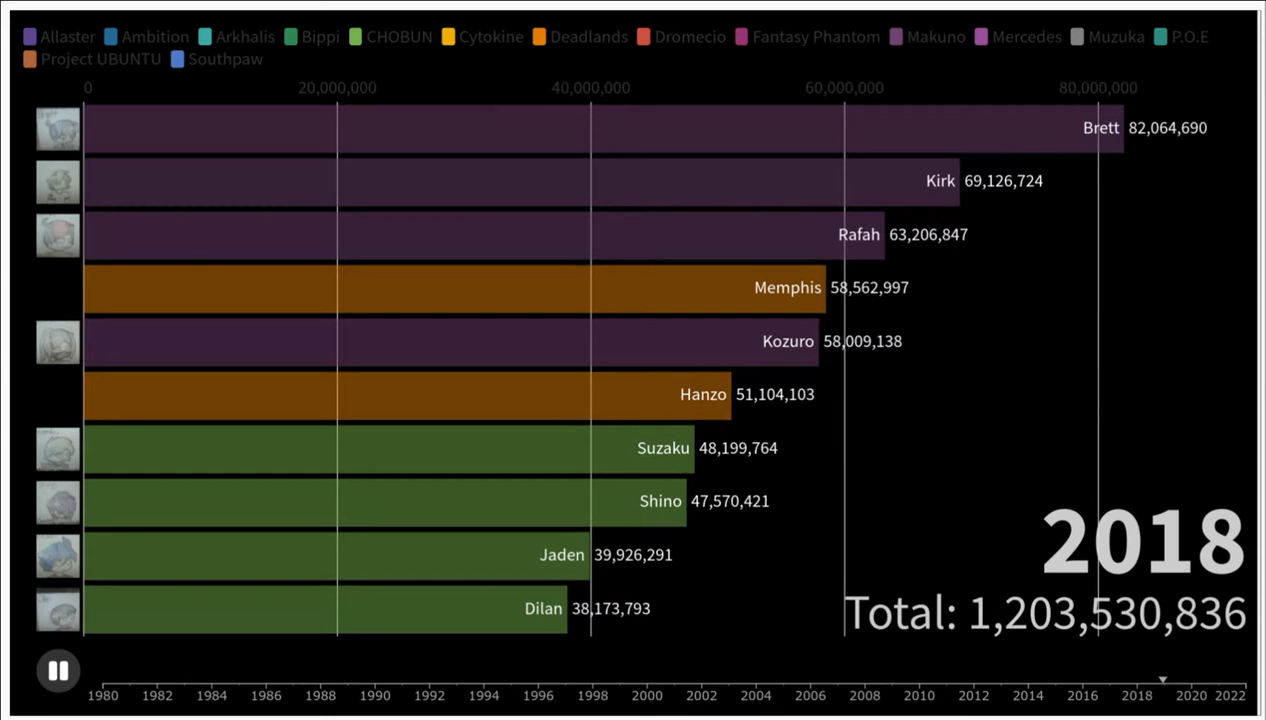 Allaster Ambition Arkhalis Bippi CHOBUN Cytokine Deadlands Dromecio Fantasy Phantom Makuno Mercedes Muzuka P.O.E
Project UBUNTU Southpaw
0 20,000,000 40,000,000 60,000,000 80,000,000
Brett 82,064,690
Kirk 69,126,724
Rafah 63,206,847
Memphis 58,562,997
Kozuro 58,009,138
Hanzo 51,104,103
Suzaku 48,199,764
Shino 47,570,421
2018
Jaden 39,926,291
Dilan 38,173,793
Total: 1,203,530,836
1980 1982 1984 1986 1988 1990 1992 1994 1996 1998 2000 2002 2004 2006 2008 2010 2012 2014 2016 2018 2020 2022